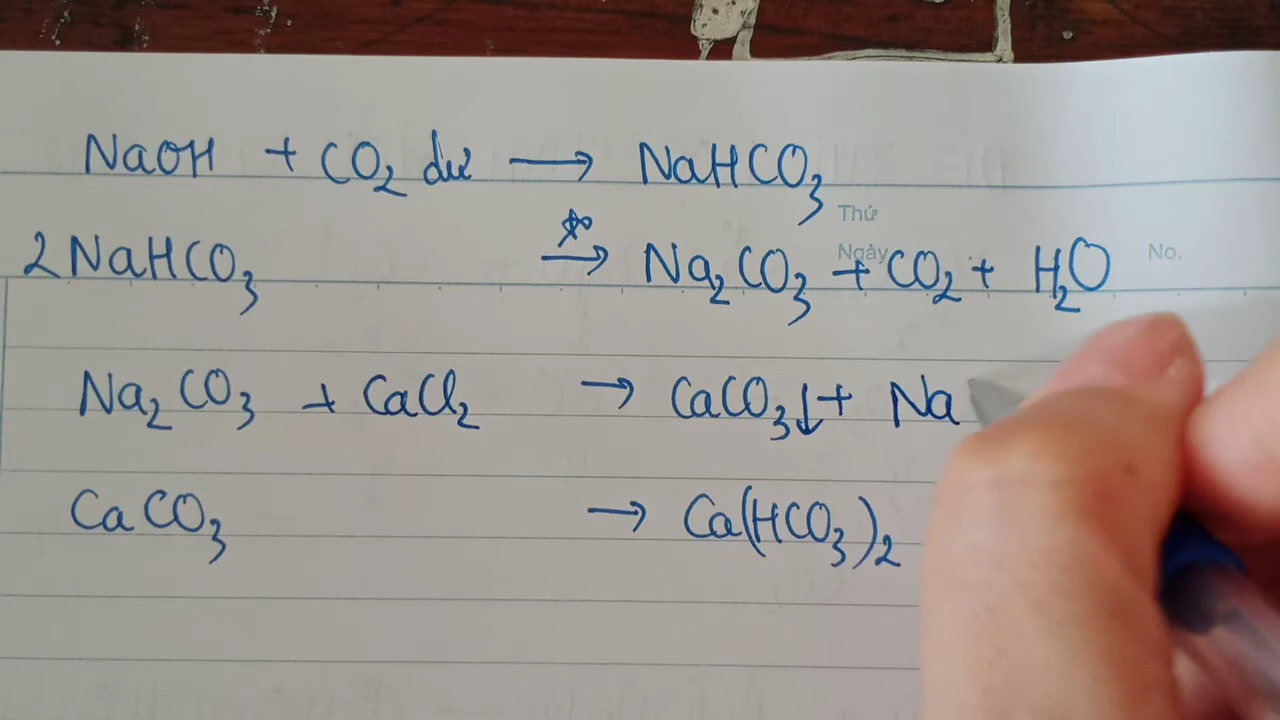 NaOH + CO₂ dư → NaHCO₃
Thứ
Ngày
No.
2NaHCO₃ t° → Na₂CO₃ + CO₂ + H₂O
Na₂CO₃ + CaCl₂ → CaCO₃↓ + Na
CaCO₃ → Ca(HCO₃)₂